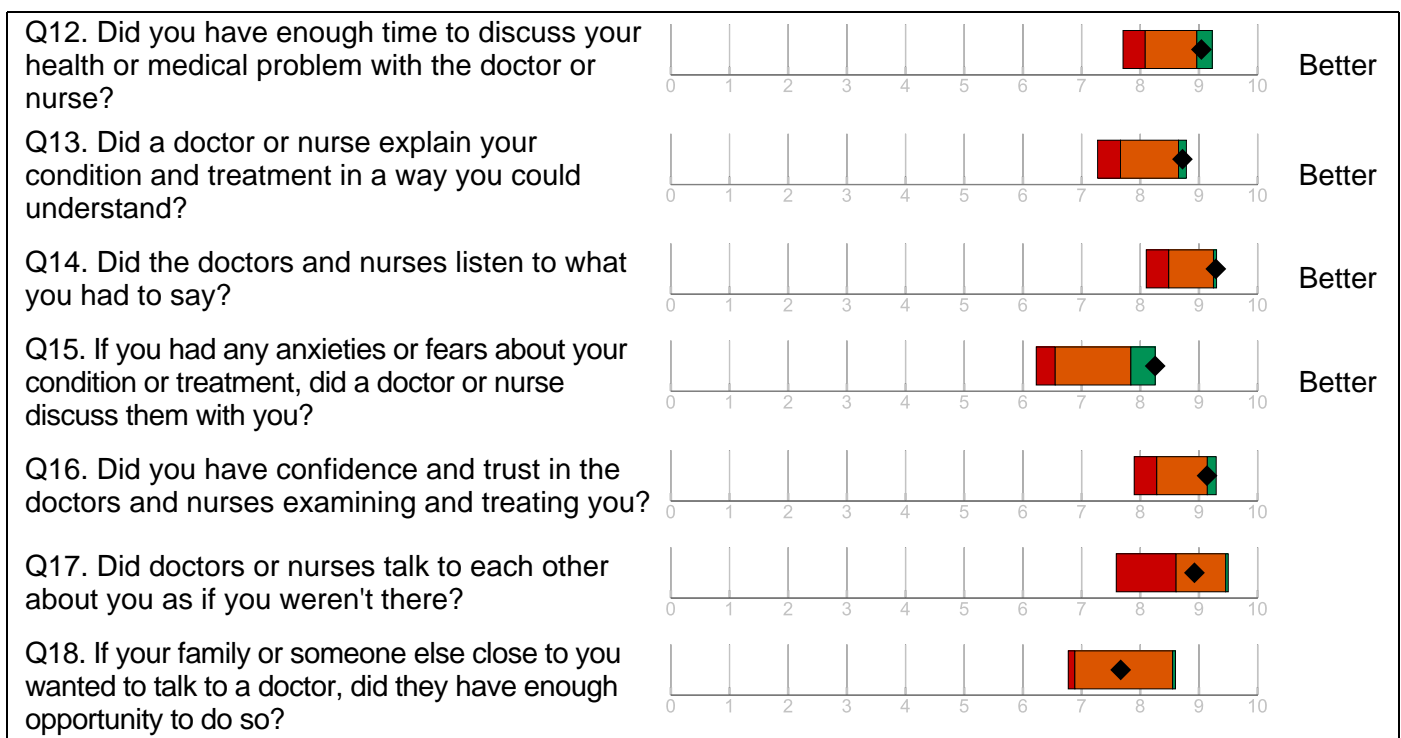 Q12. Did you have enough time to discuss your
health or medical problem with the doctor or
nurse?
0 1 2 3 4 5 6 7 8 9 10
Better
Q13. Did a doctor or nurse explain your
condition and treatment in a way you could
understand?
0 1 2 3 4 5 6 7 8 9 10
Better
Q14. Did the doctors and nurses listen to what
you had to say?
0 1 2 3 4 5 6 7 8 9 10
Better
Q15. If you had any anxieties or fears about your
condition or treatment, did a doctor or nurse
discuss them with you?
0 1 2 3 4 5 6 7 8 9 10
Better
Q16. Did you have confidence and trust in the
doctors and nurses examining and treating you?
0 1 2 3 4 5 6 7 8 9 10
Q17. Did doctors or nurses talk to each other
about you as if you weren't there?
0 1 2 3 4 5 6 7 8 9 10
Q18. If your family or someone else close to you
wanted to talk to a doctor, did they have enough
opportunity to do so?
0 1 2 3 4 5 6 7 8 9 10